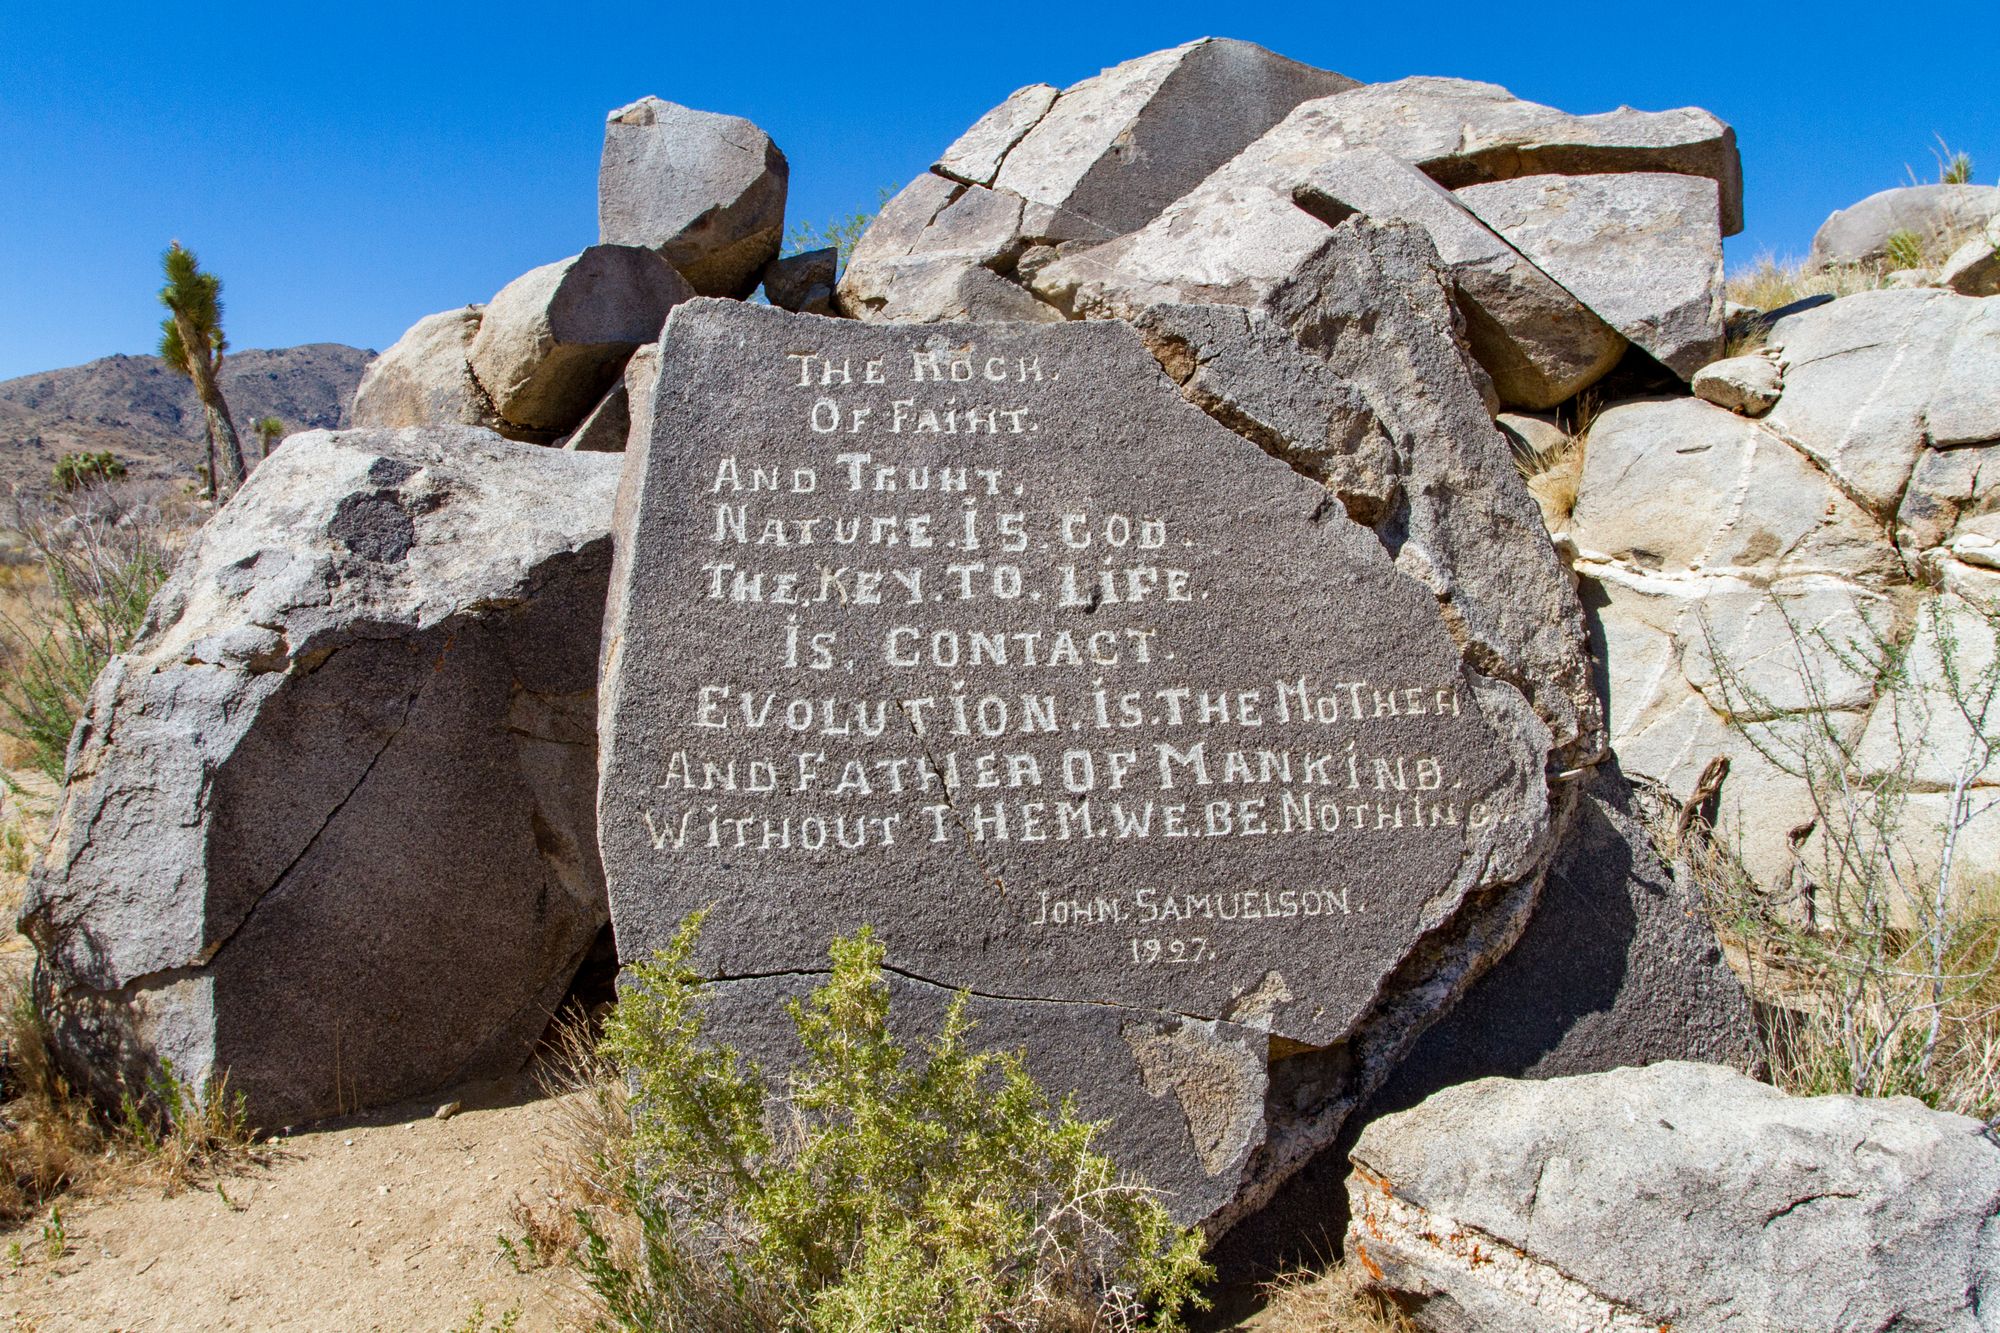 THE ROCK.
OF FAiHT.
AND TRUHT.
NATURE.iS.GOD.
THE.KEY.TO.LiFE.
iS.CONTACT.
EVOLUTiON.iS.THE MOTHER
AND FATHER OF MANKiND.
WiTHOUT THEM.WE.BE.NOTHiNG.
JOHN.SAMUELSON.
1927.